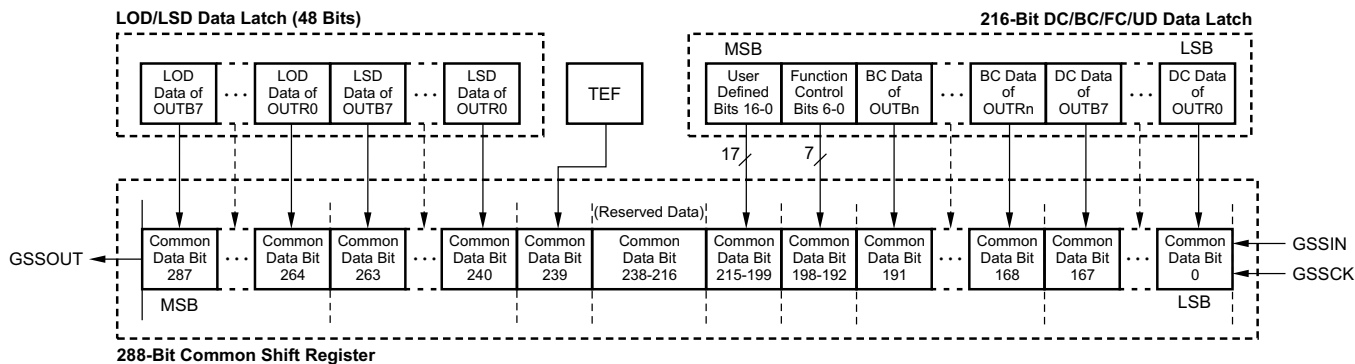 LOD/LSD Data Latch (48 Bits)
216-Bit DC/BC/FC/UD Data Latch
MSB
LSB
LOD
Data of
OUTB7
...
LOD
Data of
OUTR0
LSD
Data of
OUTB7
...
LSD
Data of
OUTR0
TEF
User
Defined
Bits 16-0
Function
Control
Bits 6-0
BC Data
of
OUTBn
...
BC Data
of
OUTRn
DC Data
of
OUTB7
...
DC Data
of
OUTR0
17
7
(Reserved Data)
GSSOUT
Common
Data Bit
287
...
Common
Data Bit
264
Common
Data Bit
263
...
Common
Data Bit
240
Common
Data Bit
239
Common
Data Bit
238-216
Common
Data Bit
215-199
Common
Data Bit
198-192
Common
Data Bit
191
...
Common
Data Bit
168
Common
Data Bit
167
...
Common
Data Bit
0
GSSIN
GSSCK
MSB
LSB
288-Bit Common Shift Register